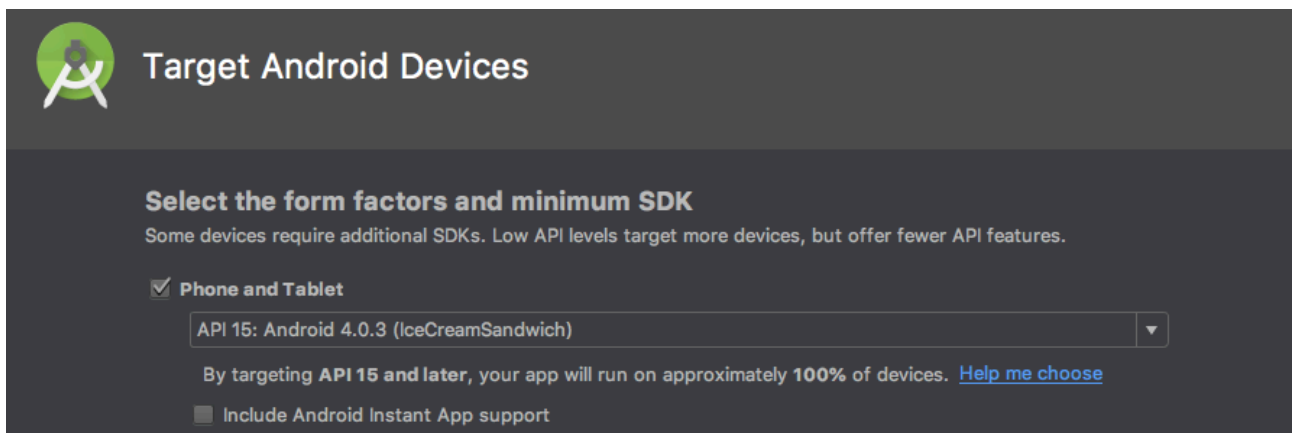 Target Android Devices
Select the form factors and minimum SDK
Some devices require additional SDKs. Low API levels target more devices, but offer fewer API features.
Phone and Tablet
API 15: Android 4.0.3 (IceCreamSandwich)
By targeting API 15 and later, your app will run on approximately 100% of devices. Help me choose
Include Android Instant App support